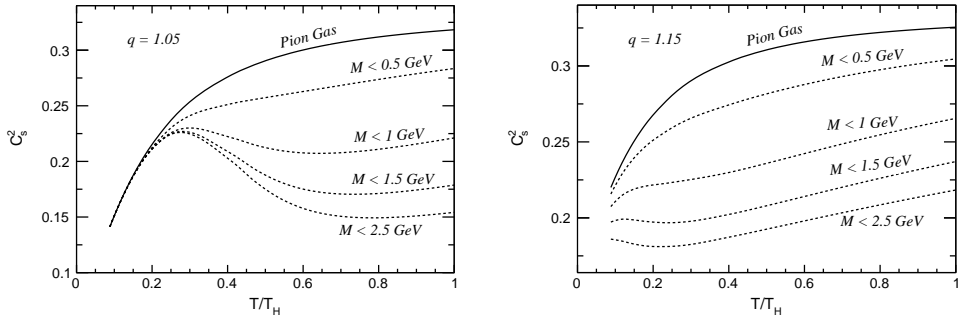 q = 1.05
Pion Gas
M < 0.5 GeV
M < 1 GeV
M < 1.5 GeV
M < 2.5 GeV
0.3
0.25
0.2
0.15
0.1
C_s^2
0 0.2 0.4 0.6 0.8 1
T/T_H
q = 1.15
Pion Gas
M < 0.5 GeV
M < 1 GeV
M < 1.5 GeV
M < 2.5 GeV
0.3
0.25
0.2
C_s^2
0 0.2 0.4 0.6 0.8 1
T/T_H